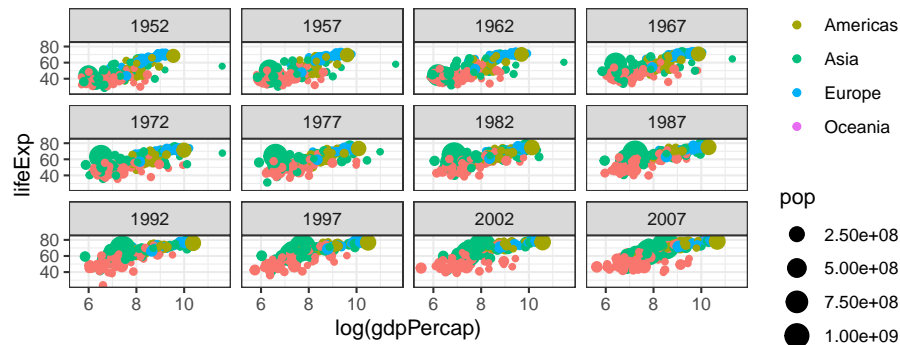 1952 1957 1962 1967
80
60
40
1972 1977 1982 1987
80
60
40
1992 1997 2002 2007
80
60
40
6 8 10 6 8 10 6 8 10 6 8 10
log(gdpPercap)
lifeExp
Americas
Asia
Europe
Oceania
pop
2.50e+08
5.00e+08
7.50e+08
1.00e+09